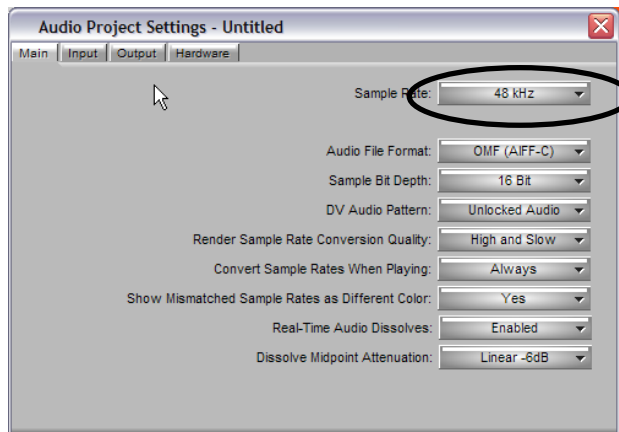 Audio Project Settings - Untitled
Main Input Output Hardware
Sample Rate: 48 kHz
Audio File Format: OMF (AIFF-C)
Sample Bit Depth: 16 Bit
DV Audio Pattern: Unlocked Audio
Render Sample Rate Conversion Quality: High and Slow
Convert Sample Rates When Playing: Always
Show Mismatched Sample Rates as Different Color: Yes
Real-Time Audio Dissolves: Enabled
Dissolve Midpoint Attenuation: Linear -6dB